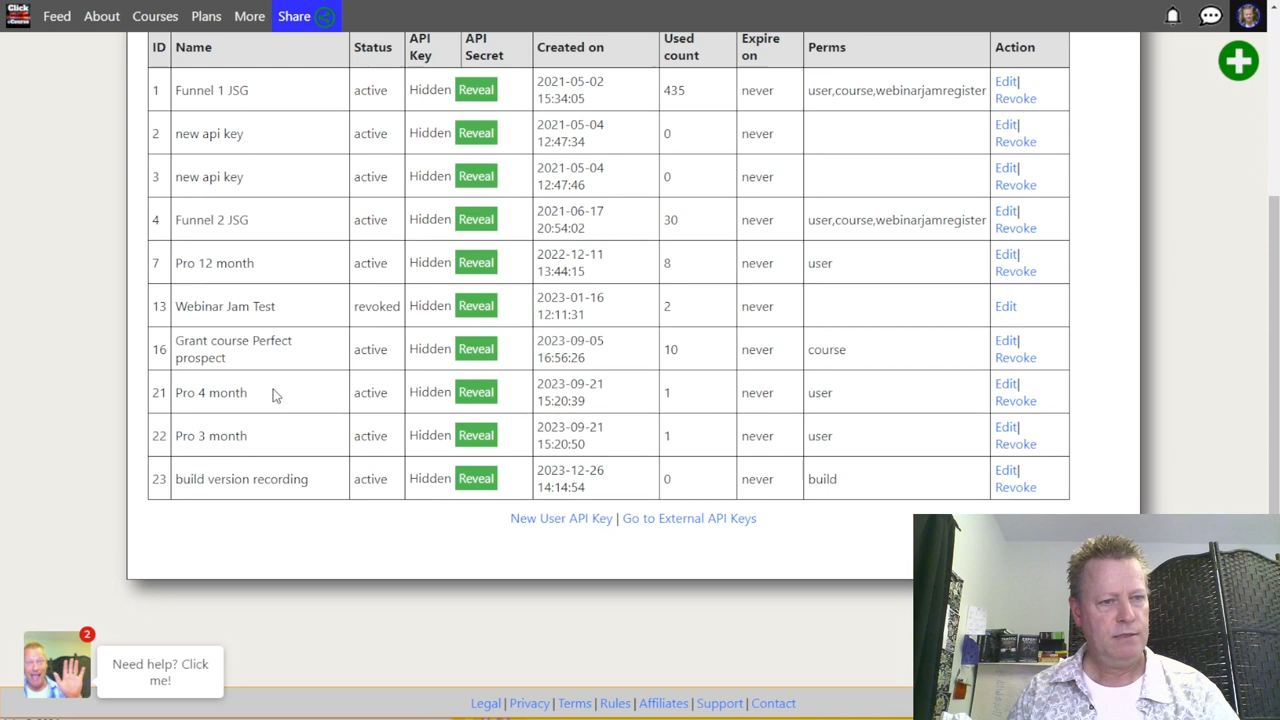 Click
eCourse
Feed
About
Courses
Plans
More
Share
ID
Name
Status
API
Key
API
Secret
Created on
Used
count
Expire
on
Perms
Action
1 Funnel 1 JSG active Hidden Reveal 2021-05-02 15:34:05 435 never user,course,webinarjamregister Edit| Revoke
2 new api key active Hidden Reveal 2021-05-04 12:47:34 0 never Edit| Revoke
3 new api key active Hidden Reveal 2021-05-04 12:47:46 0 never Edit| Revoke
4 Funnel 2 JSG active Hidden Reveal 2021-06-17 20:54:02 30 never user,course,webinarjamregister Edit| Revoke
7 Pro 12 month active Hidden Reveal 2022-12-11 13:44:15 8 never user Edit| Revoke
13 Webinar Jam Test revoked Hidden Reveal 2023-01-16 12:11:31 2 never Edit
16 Grant course Perfect prospect active Hidden Reveal 2023-09-05 16:56:26 10 never course Edit| Revoke
21 Pro 4 month active Hidden Reveal 2023-09-21 15:20:39 1 never user Edit| Revoke
22 Pro 3 month active Hidden Reveal 2023-09-21 15:20:50 1 never user Edit| Revoke
23 build version recording active Hidden Reveal 2023-12-26 14:14:54 0 never build Edit| Revoke
New User API Key | Go to External API Keys
2
Need help? Click
me!
Legal | Privacy | Terms | Rules | Affiliates | Support | Contact